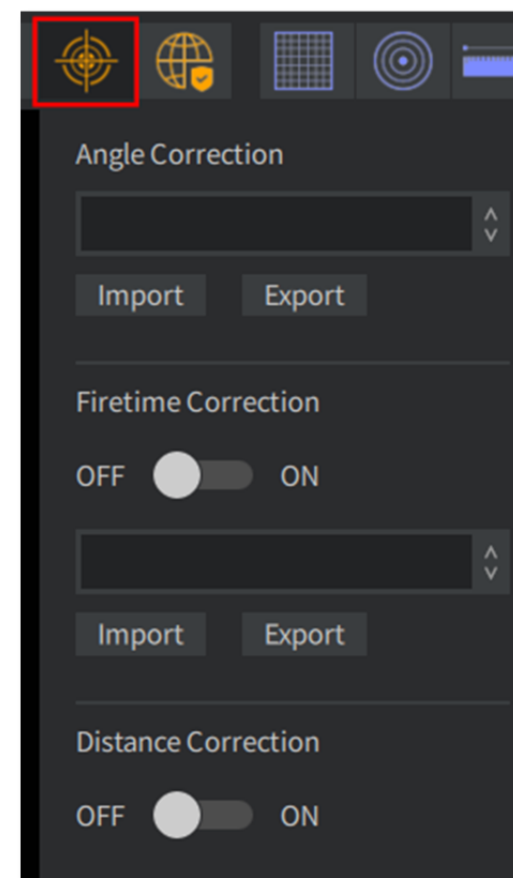 Angle Correction
Import Export
Firetime Correction
OFF ON
Import Export
Distance Correction
OFF ON